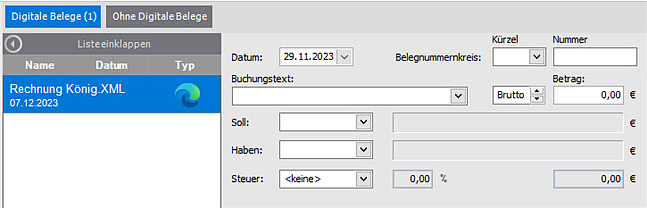 Digitale Belege (1) Ohne Digitale Belege
Listeeinklappen
Name Datum Typ
Rechnung König.XML
07.12.2023
Kürzel Nummer
Datum: 29.11.2023 Belegnummernkreis:
Buchungstext: Betrag:
Brutto 0,00 €
Soll: €
Haben: €
Steuer: <keine> 0,00 % 0,00 €